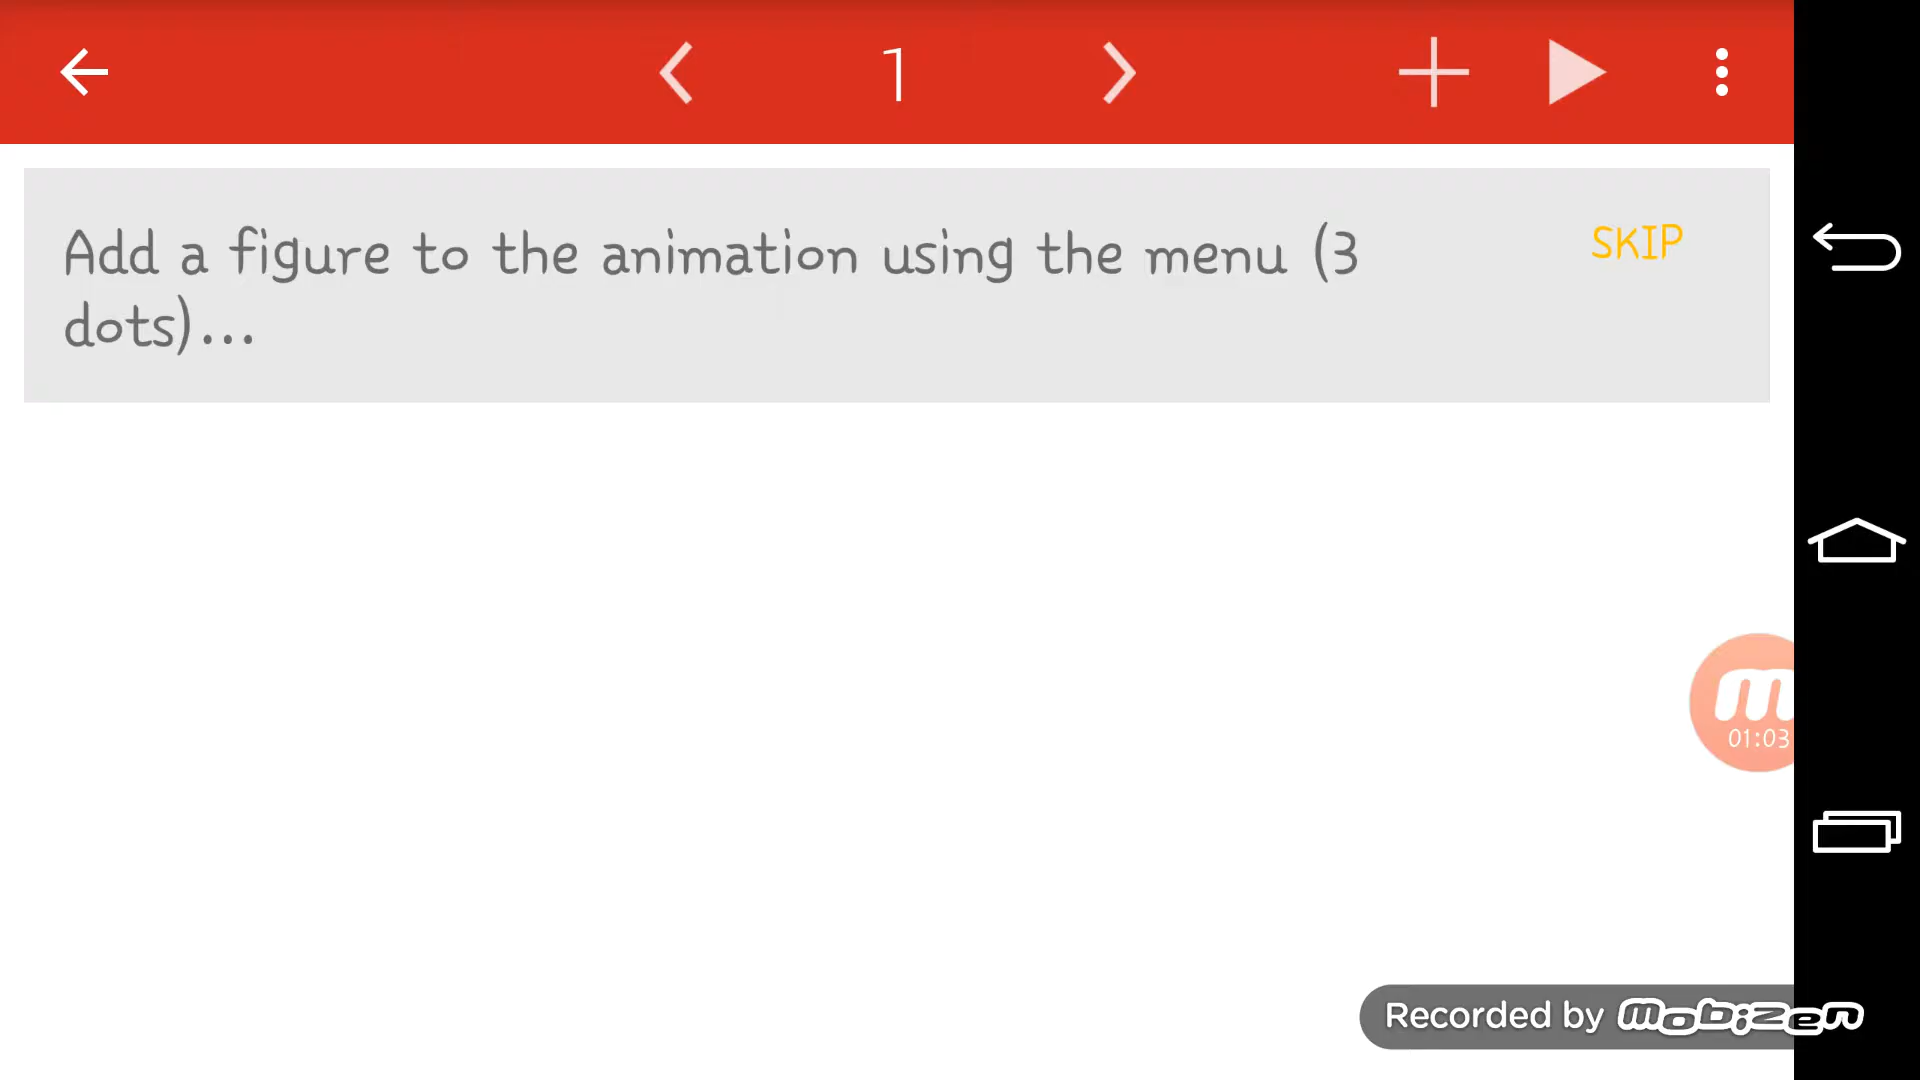 1
Add a figure to the animation using the menu (3
dots)...
SKIP
m
01:03
Recorded by mobizen